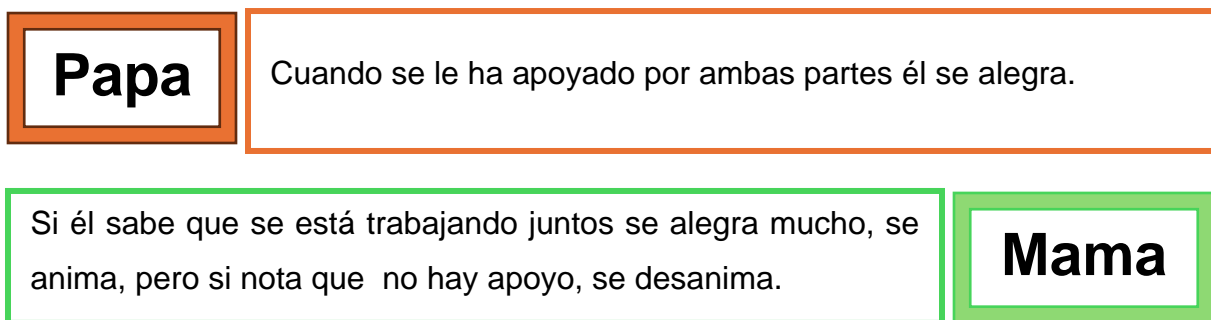 Papa
Cuando se le ha apoyado por ambas partes él se alegra.
Si él sabe que se está trabajando juntos se alegra mucho, se
anima, pero si nota que  no hay apoyo, se desanima.
Mama